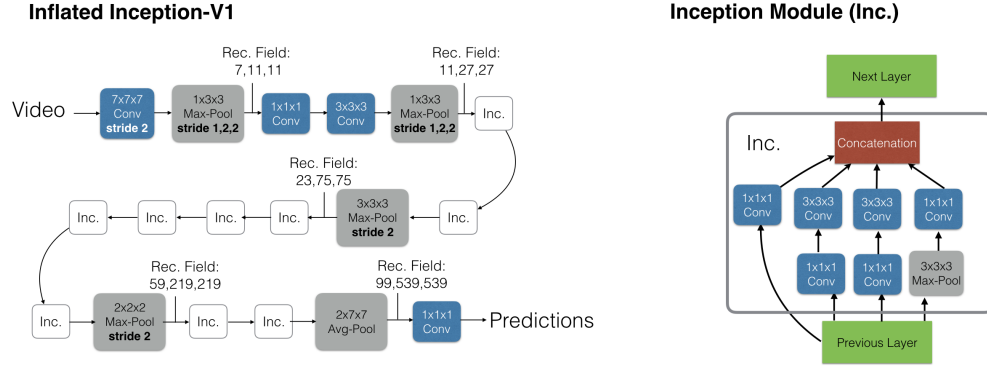 Inflated Inception-V1
Rec. Field:
7,11,11
Rec. Field:
11,27,27
Video
7x7x7
Conv
stride 2
1x3x3
Max-Pool
stride 1,2,2
1x1x1
Conv
3x3x3
Conv
1x3x3
Max-Pool
stride 1,2,2
Inc.
Rec. Field:
23,75,75
Inc.
Inc.
Inc.
Inc.
3x3x3
Max-Pool
stride 2
Inc.
Rec. Field:
59,219,219
Rec. Field:
99,539,539
Inc.
2x2x2
Max-Pool
stride 2
Inc.
Inc.
2x7x7
Avg-Pool
1x1x1
Conv
Predictions
Inception Module (Inc.)
Next Layer
Inc.
Concatenation
1x1x1
Conv
3x3x3
Conv
3x3x3
Conv
1x1x1
Conv
1x1x1
Conv
1x1x1
Conv
3x3x3
Max-Pool
Previous Layer